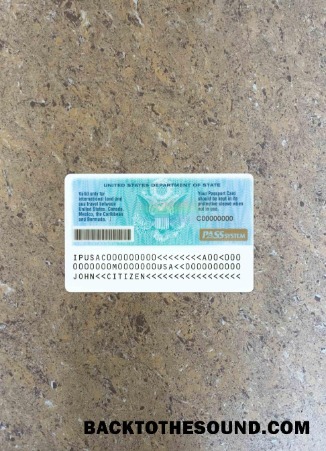 UNITED STATES DEPARTMENT OF STATE
Valid only for
international land and
sea travel between
United States, Canada,
Mexico, the Caribbean
and Bermuda.
Your Passport Card
should be kept in its
protective sleeve when
not in use.
C00000000
PASS SYSTEM
IPUSAC000000000<<<<<<<<A00<000
0000000M0000000USA<<0000000000
JOHN<<CITIZEN<<<<<<<<<<<<<<<<<
BACKTOTHESOUND.COM